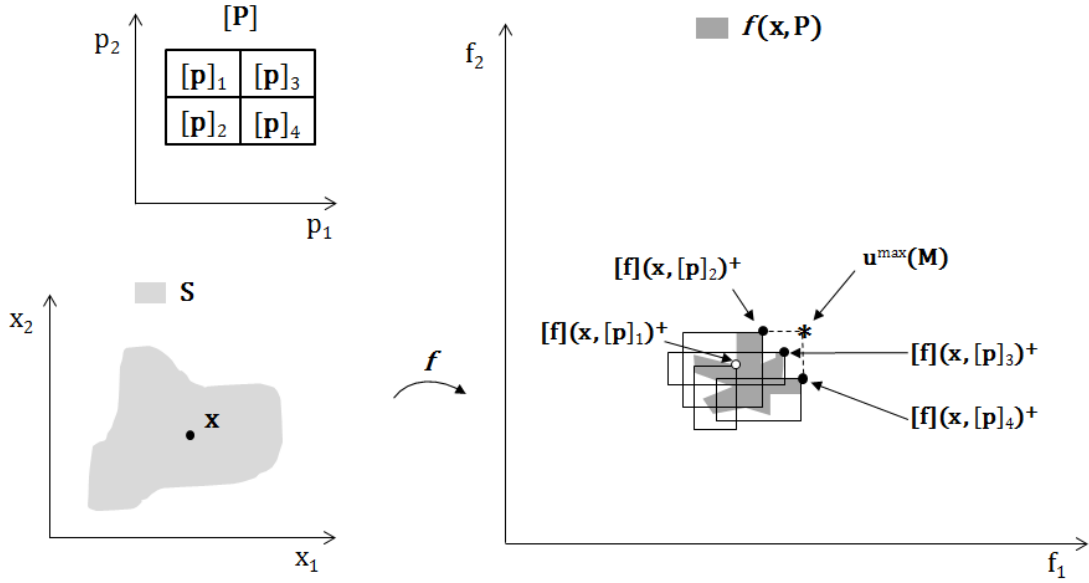 [P]
p₂
[p]₁ [p]₃
[p]₂ [p]₄
p₁
S
x₂
x
x₁
f
f(x, P)
f₂
[f](x, [p]₂)⁺
uᵐᵃˣ(M)
[f](x, [p]₁)⁺
*
[f](x, [p]₃)⁺
[f](x, [p]₄)⁺
f₁